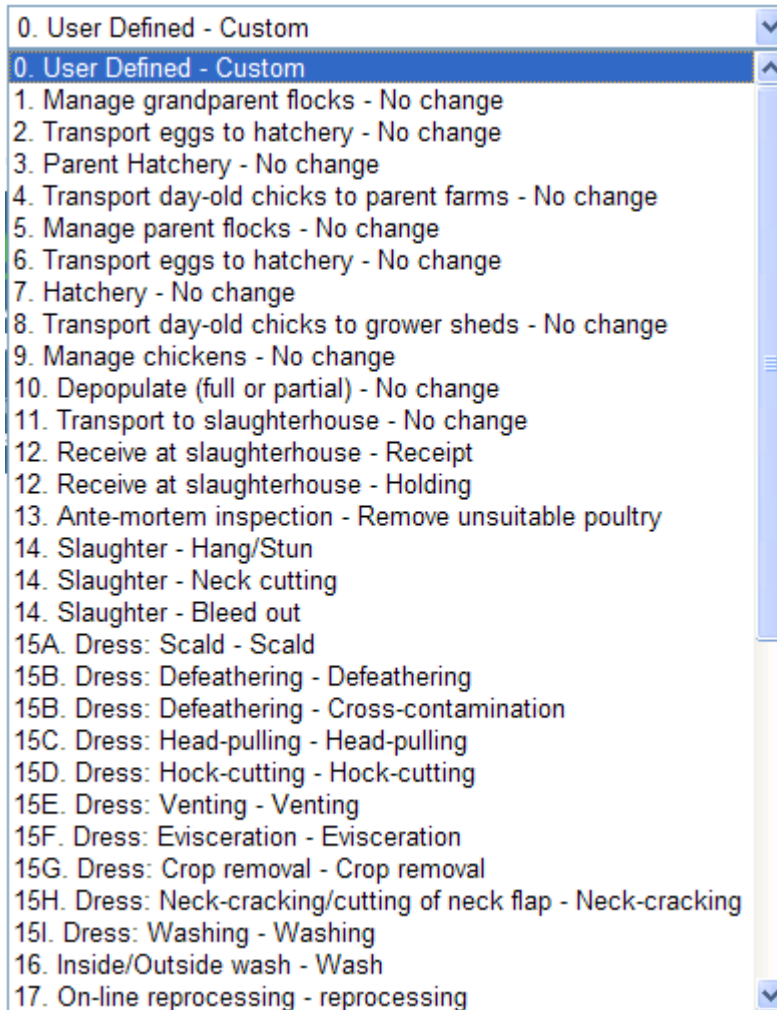 0. User Defined - Custom
0. User Defined - Custom
1. Manage grandparent flocks - No change
2. Transport eggs to hatchery - No change
3. Parent Hatchery - No change
4. Transport day-old chicks to parent farms - No change
5. Manage parent flocks - No change
6. Transport eggs to hatchery - No change
7. Hatchery - No change
8. Transport day-old chicks to grower sheds - No change
9. Manage chickens - No change
10. Depopulate (full or partial) - No change
11. Transport to slaughterhouse - No change
12. Receive at slaughterhouse - Receipt
12. Receive at slaughterhouse - Holding
13. Ante-mortem inspection - Remove unsuitable poultry
14. Slaughter - Hang/Stun
14. Slaughter - Neck cutting
14. Slaughter - Bleed out
15A. Dress: Scald - Scald
15B. Dress: Defeathering - Defeathering
15B. Dress: Defeathering - Cross-contamination
15C. Dress: Head-pulling - Head-pulling
15D. Dress: Hock-cutting - Hock-cutting
15E. Dress: Venting - Venting
15F. Dress: Evisceration - Evisceration
15G. Dress: Crop removal - Crop removal
15H. Dress: Neck-cracking/cutting of neck flap - Neck-cracking
15I. Dress: Washing - Washing
16. Inside/Outside wash - Wash
17. On-line reprocessing - reprocessing